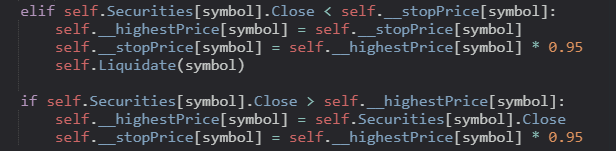 elif self.Securities[symbol].Close < self.__stopPrice[symbol]:
    self.__highestPrice[symbol] = self.__stopPrice[symbol]
    self.__stopPrice[symbol] = self.__highestPrice[symbol] * 0.95
    self.Liquidate(symbol)

if self.Securities[symbol].Close > self.__highestPrice[symbol]:
    self.__highestPrice[symbol] = self.Securities[symbol].Close
    self.__stopPrice[symbol] = self.__highestPrice[symbol] * 0.95